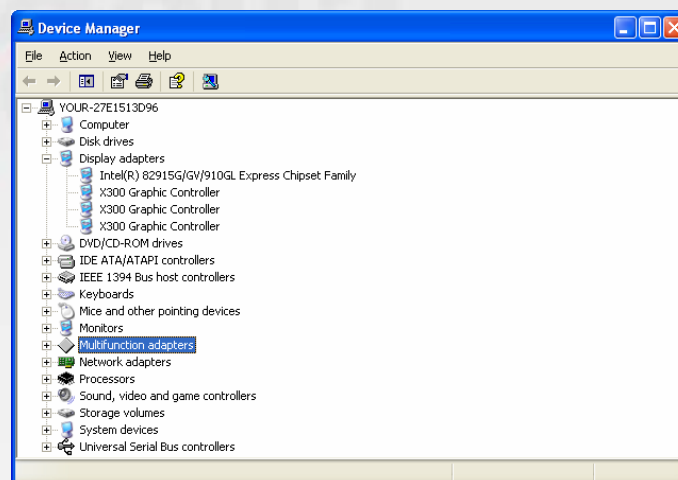 Device Manager
File Action View Help
YOUR-27E1513D96
Computer
Disk drives
Display adapters
Intel(R) 82915G/GV/910GL Express Chipset Family
X300 Graphic Controller
X300 Graphic Controller
X300 Graphic Controller
DVD/CD-ROM drives
IDE ATA/ATAPI controllers
IEEE 1394 Bus host controllers
Keyboards
Mice and other pointing devices
Monitors
Multifunction adapters
Network adapters
Processors
Sound, video and game controllers
Storage volumes
System devices
Universal Serial Bus controllers